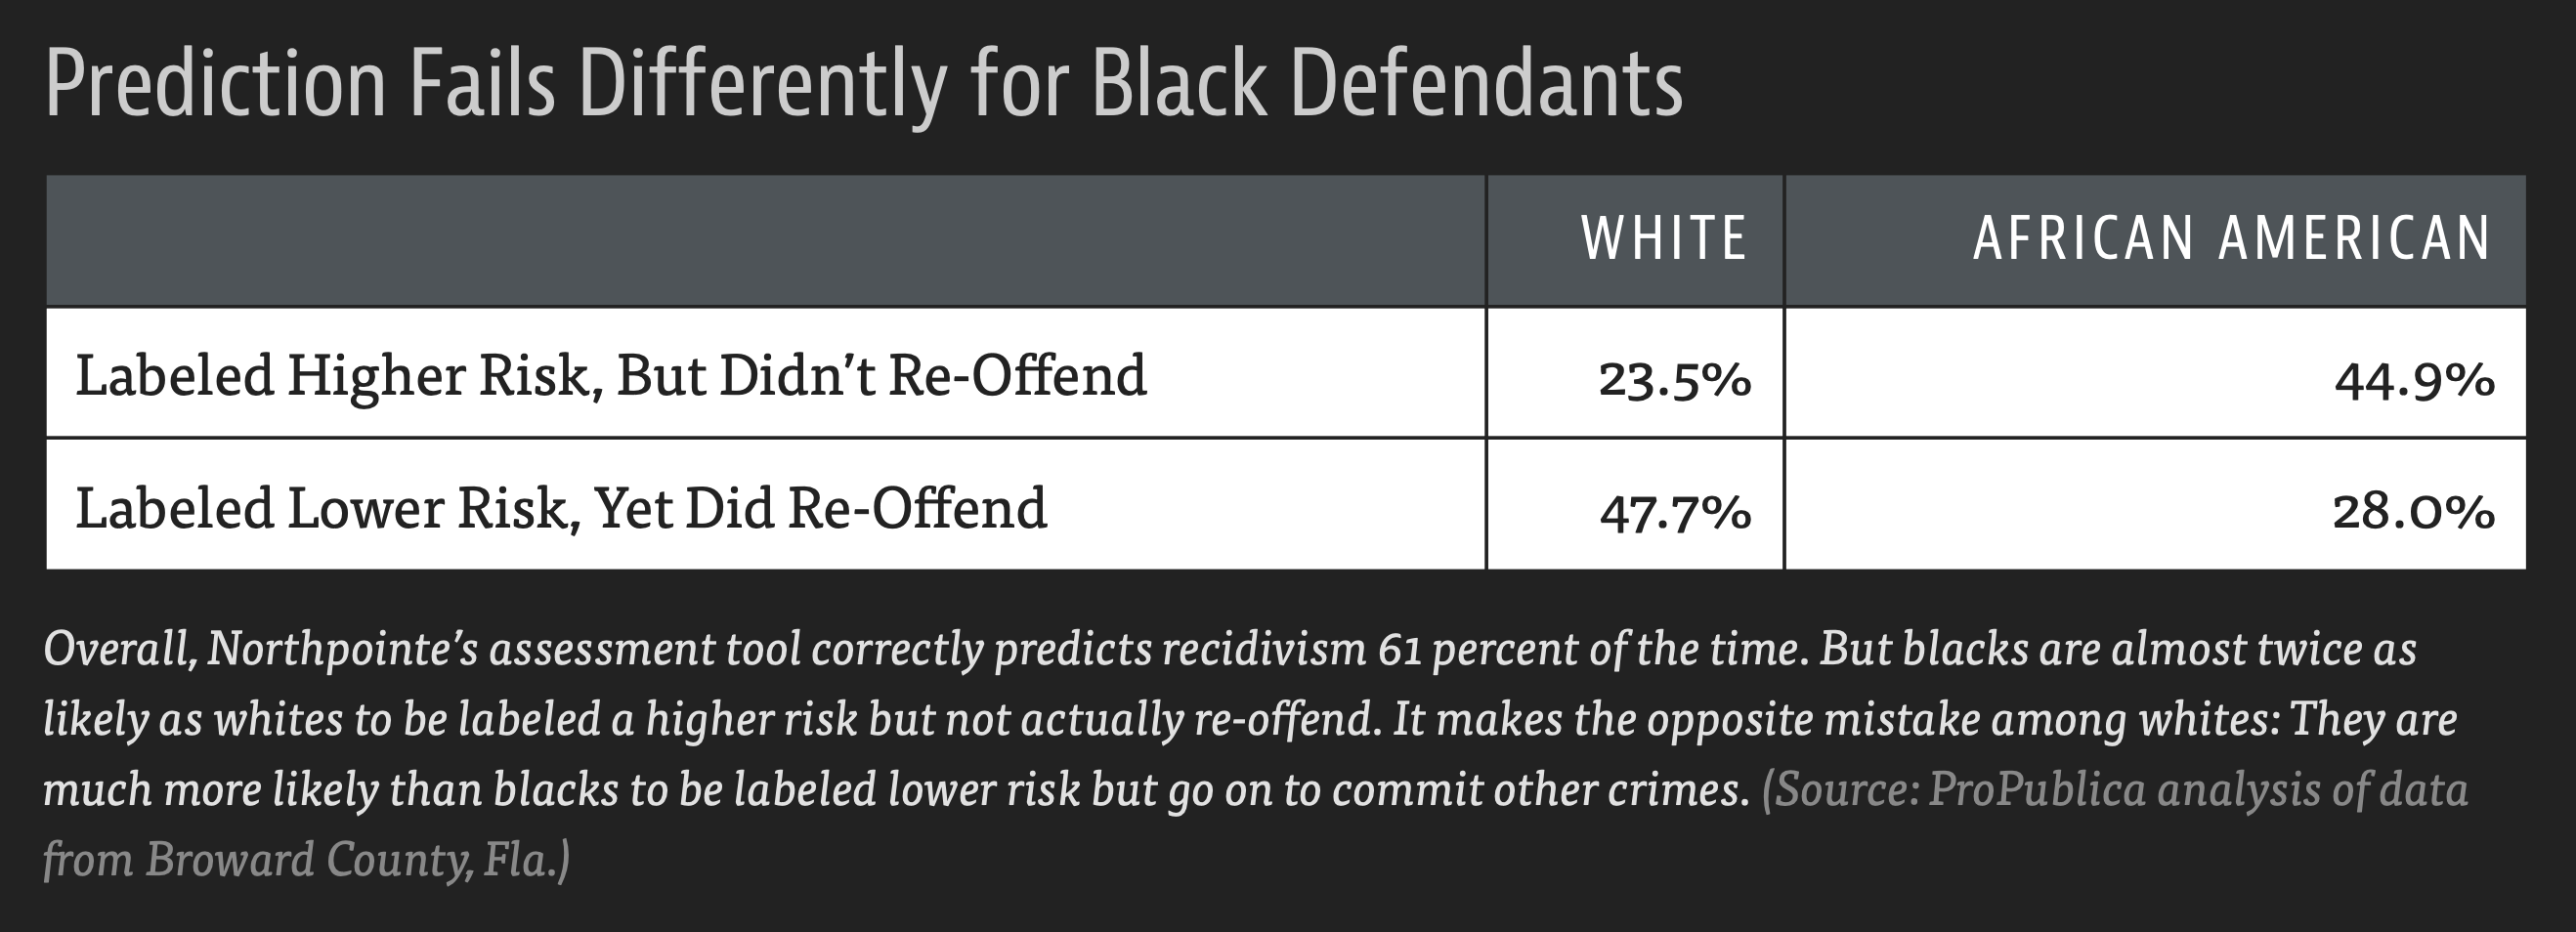 Prediction Fails Differently for Black Defendants
WHITE AFRICAN AMERICAN
Labeled Higher Risk, But Didn’t Re-Offend 23.5% 44.9%
Labeled Lower Risk, Yet Did Re-Offend 47.7% 28.0%
Overall, Northpointe’s assessment tool correctly predicts recidivism 61 percent of the time. But blacks are almost twice as
likely as whites to be labeled a higher risk but not actually re-offend. It makes the opposite mistake among whites: They are
much more likely than blacks to be labeled lower risk but go on to commit other crimes. (Source: ProPublica analysis of data
from Broward County, Fla.)